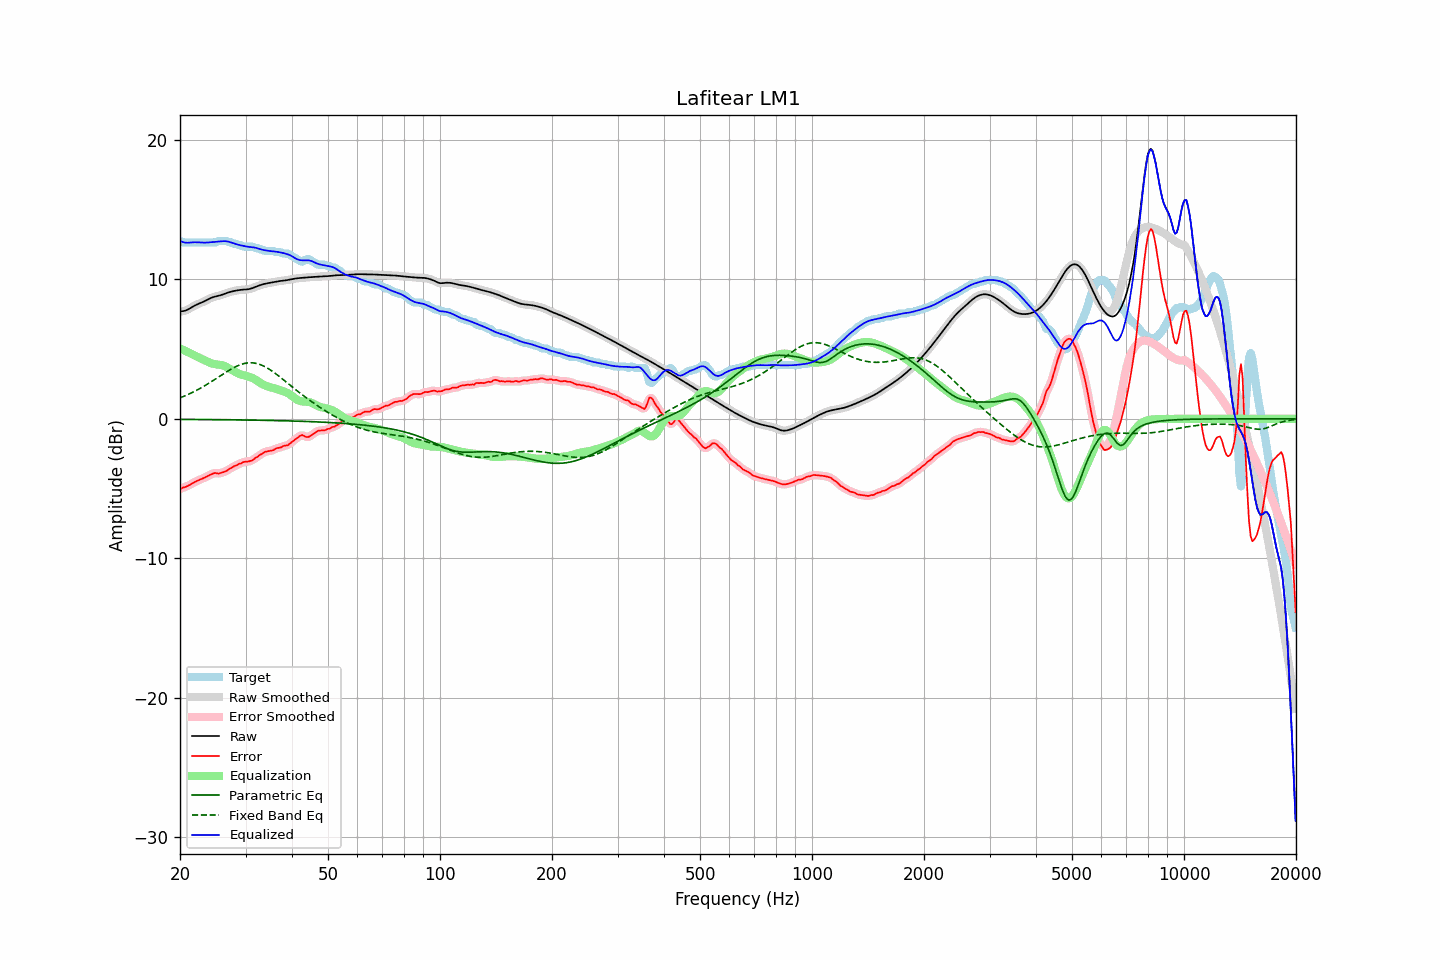 Lafitear LM1
Amplitude (dBr)
20
10
0
−10
−20
−30
Target
Raw Smoothed
Error Smoothed
Raw
Error
Equalization
Parametric Eq
Fixed Band Eq
Equalized
20 50 100 200 500 1000 2000 5000 10000 20000
Frequency (Hz)